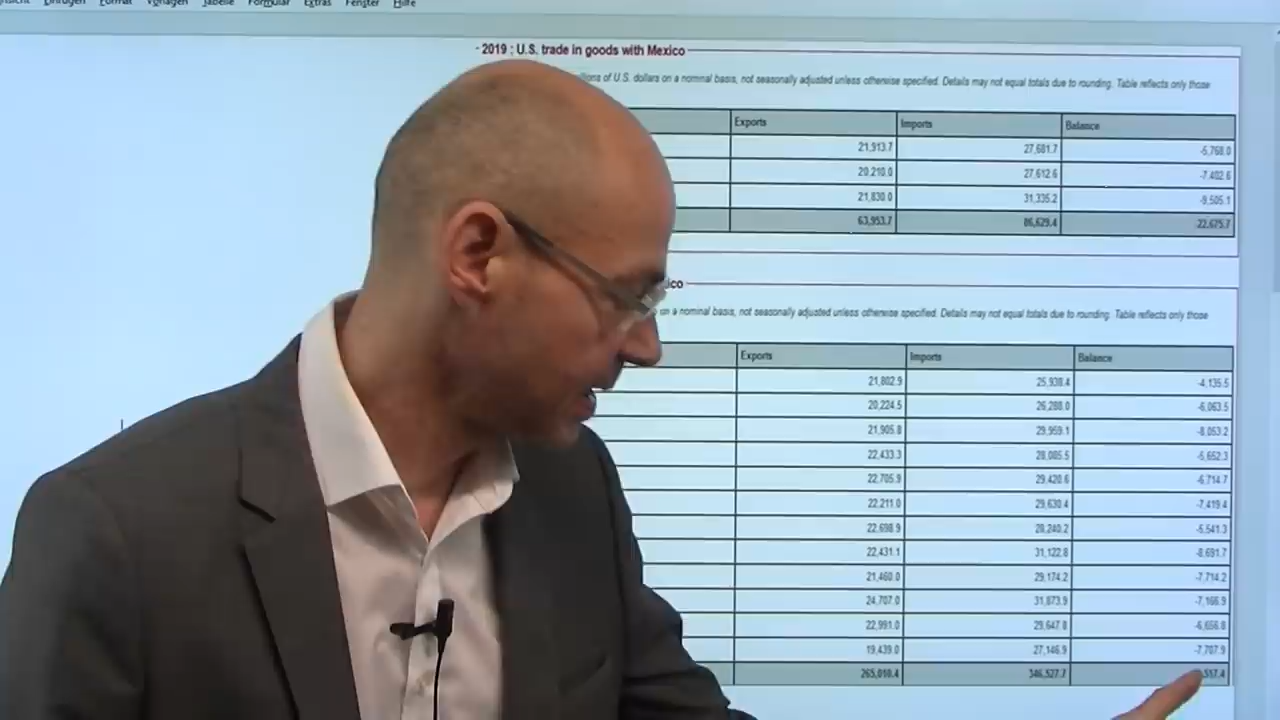 Einfügen Format Vorlagen Tabelle Formular Extras Fenster Hilfe
- 2019 : U.S. trade in goods with Mexico
of U.S. dollars on a nominal basis, not seasonally adjusted unless otherwise specified. Details may not equal totals due to rounding. Table reflects only those
Exports Imports Balance
21,913.7 27,681.7 -5,768.0
20,210.0 27,612.6 -7,402.6
21,830.0 31,335.2 -9,505.1
63,953.7 86,629.4 22,675.7
on a nominal basis, not seasonally adjusted unless otherwise specified. Details may not equal totals due to rounding. Table reflects only those
Exports Imports Balance
21,802.9 25,938.4 -4,135.5
20,224.5 26,288.0 -6,063.5
21,905.8 29,959.1 -8,053.2
22,433.3 28,085.5 -5,652.3
22,705.9 29,420.6 -6,714.7
22,211.0 29,630.4 -7,419.4
22,698.9 28,240.2 -5,541.3
22,431.1 31,122.8 -8,691.7
21,460.0 29,174.2 -7,714.2
24,707.0 31,873.9 -7,166.9
22,991.0 29,647.8 -6,656.8
19,439.0 27,146.9 -7,707.9
265,010.4 346,527.7